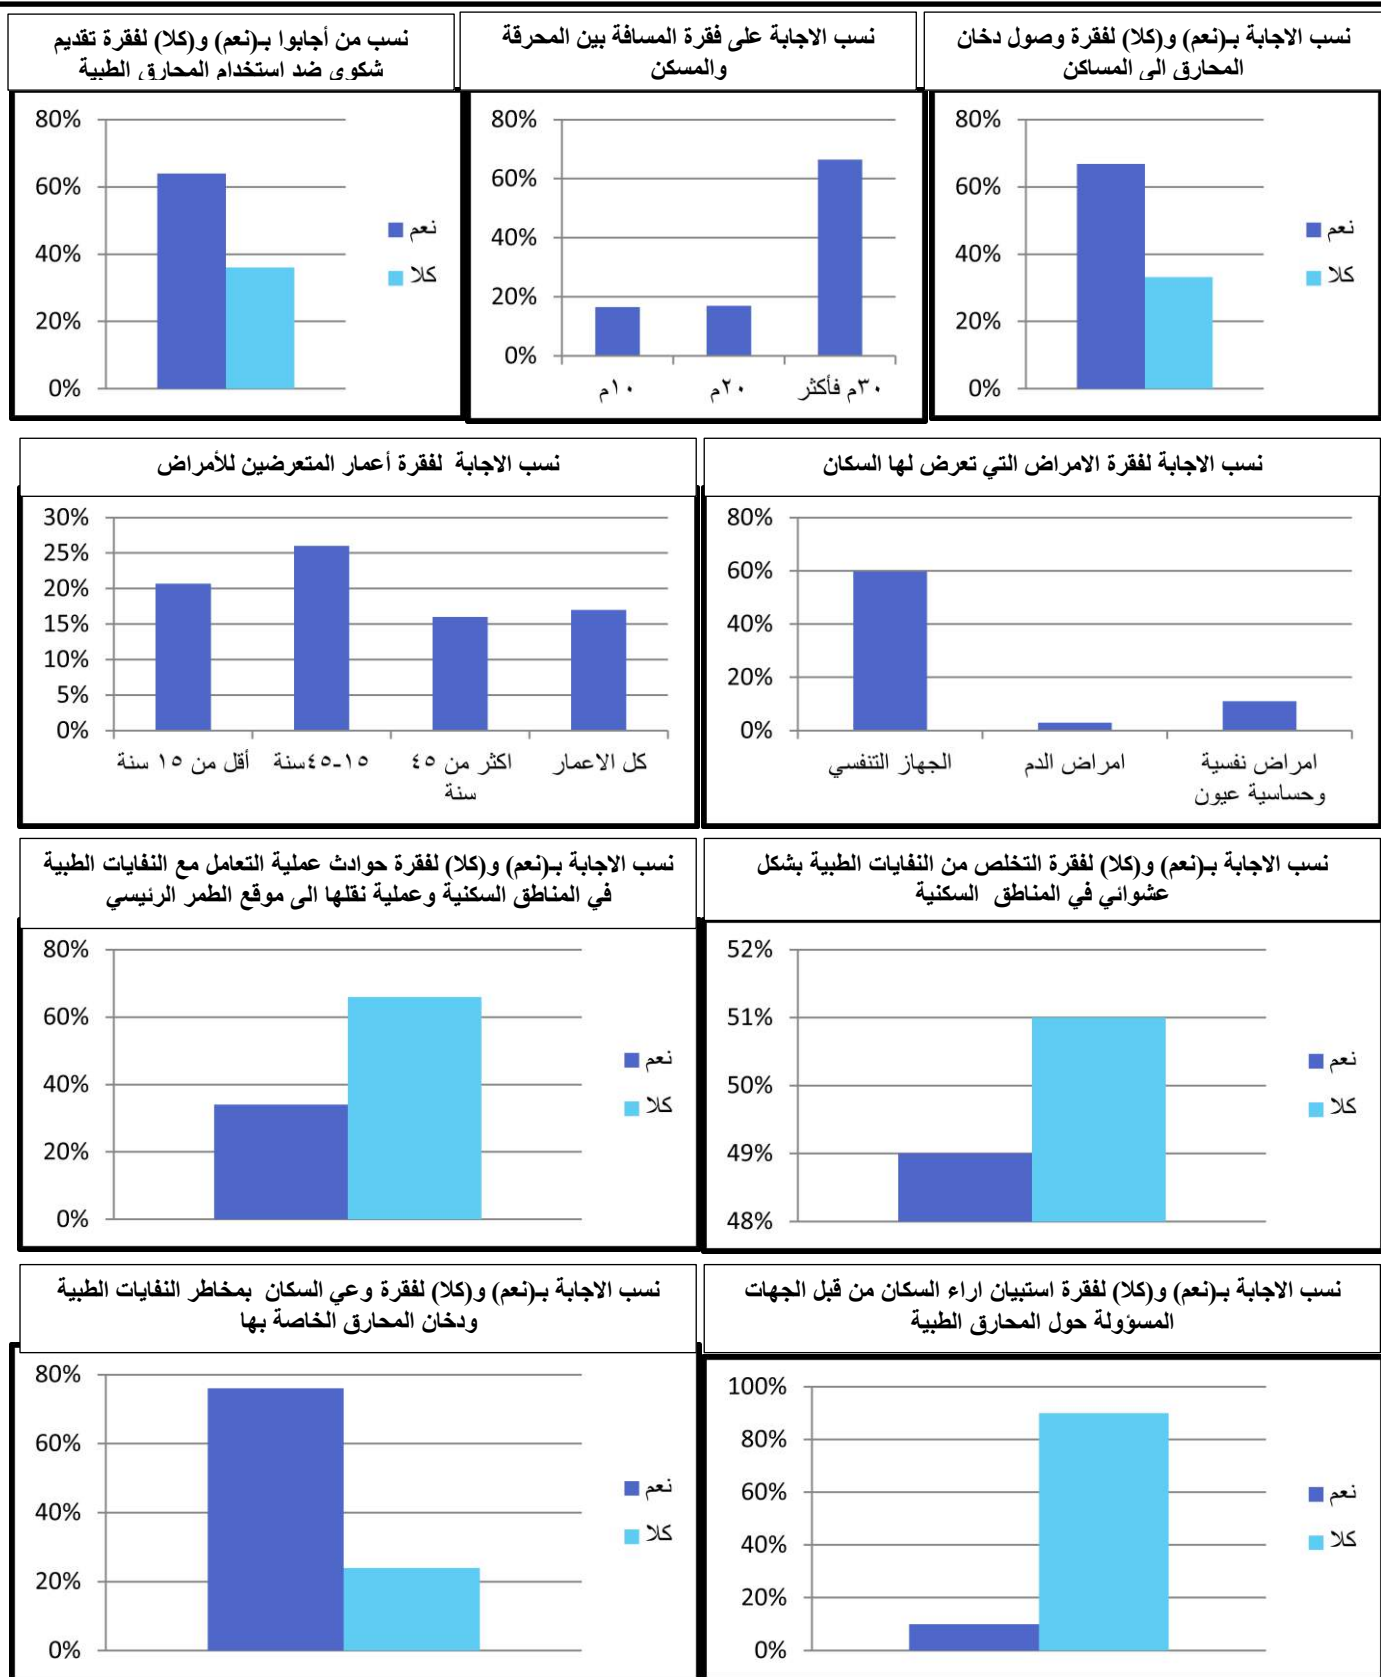 نسب الاجابة بـ(نعم) و(كلا) لفقرة وصول دخان
المحارق الى المساكن
80%
60%
40%
20%
0%
نعم
كلا
نسب الاجابة على فقرة المسافة بين المحرقة
والمسكن
80%
60%
40%
20%
0%
١٠م
٢٠م
٣٠م فأكثر
نسب من أجابوا بـ(نعم) و(كلا) لفقرة تقديم
شكوى ضد استخدام المحارق الطبية
80%
60%
40%
20%
0%
نعم
كلا
نسب الاجابة لفقرة الامراض التي تعرض لها السكان
80%
60%
40%
20%
0%
الجهاز التنفسي
امراض الدم
امراض نفسية
وحساسية عيون
نسب الاجابة لفقرة أعمار المتعرضين للأمراض
30%
25%
20%
15%
10%
5%
0%
أقل من ١٥ سنة
١٥-٤٥سنة
اكثر من ٤٥
سنة
كل الاعمار
نسب الاجابة بـ(نعم) و(كلا) لفقرة التخلص من النفايات الطبية بشكل
عشوائي في المناطق السكنية
52%
51%
50%
49%
48%
نعم
كلا
نسب الاجابة بـ(نعم) و(كلا) لفقرة حوادث عملية التعامل مع النفايات الطبية
في المناطق السكنية وعملية نقلها الى موقع الطمر الرئيسي
80%
60%
40%
20%
0%
نعم
كلا
نسب الاجابة بـ(نعم) و(كلا) لفقرة استبيان اراء السكان من قبل الجهات
المسؤولة حول المحارق الطبية
100%
80%
60%
40%
20%
0%
نعم
كلا
نسب الاجابة بـ(نعم) و(كلا) لفقرة وعي السكان بمخاطر النفايات الطبية
ودخان المحارق الخاصة بها
80%
60%
40%
20%
0%
نعم
كلا